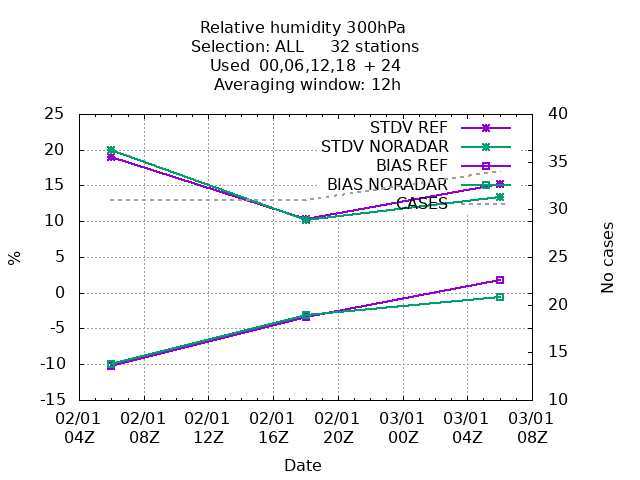 Relative humidity 300hPa
Selection: ALL 32 stations
Used 00,06,12,18 + 24
Averaging window: 12h
STDV REF
STDV NORADAR
BIAS REF
BIAS NORADAR
CASES
25
20
15
10
5
0
-5
-10
-15
%
40
35
30
25
20
15
10
No cases
02/01 02/01 02/01 02/01 02/01 03/01 03/01 03/01
04Z 08Z 12Z 16Z 20Z 00Z 04Z 08Z
Date